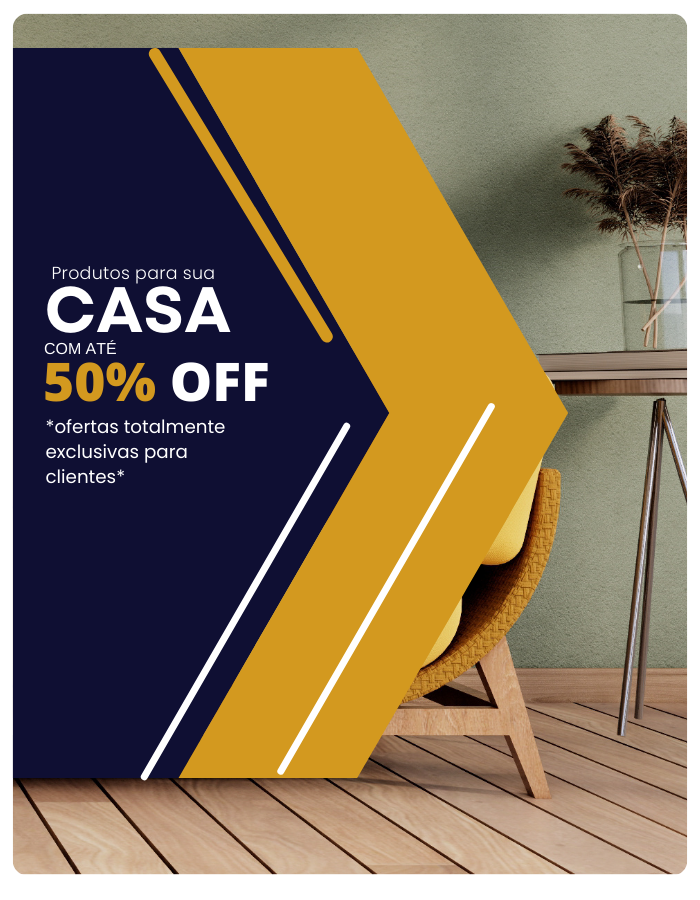 Produtos para sua
CASA
COM ATÉ
50% OFF
*ofertas totalmente
exclusivas para
clientes*